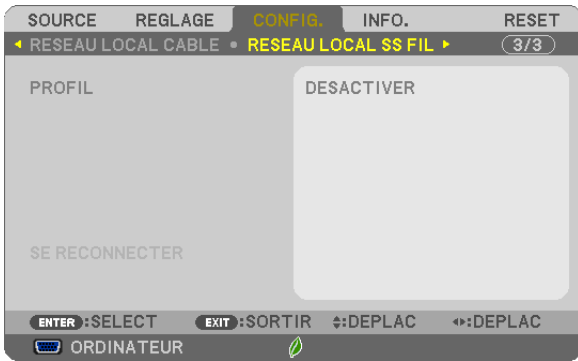 SOURCE REGLAGE CONFIG. INFO. RESET
RESEAU LOCAL CABLE RESEAU LOCAL SS FIL 3/3
PROFIL DESACTIVER
SE RECONNECTER
ENTER :SELECT EXIT :SORTIR :DEPLAC :DEPLAC
ORDINATEUR